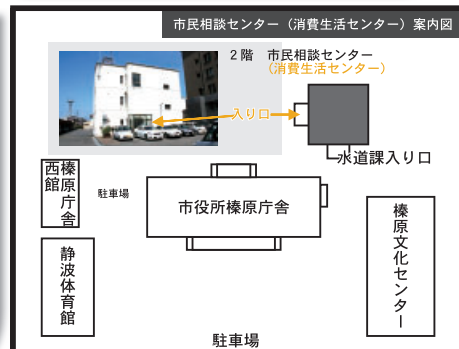 市民相談センター（消費生活センター）案内図
２階　市民相談センター
（消費生活センター）
入り口
水道課入り口
榛原庁舎
西館
駐車場
市役所榛原庁舎
榛原文化センター
静波体育館
駐車場